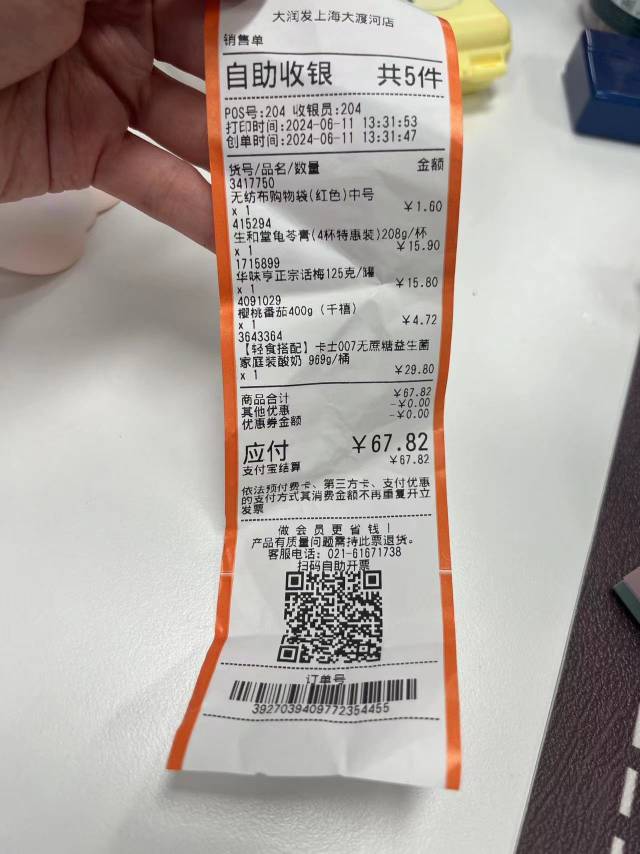 大润发上海大渡河店
销售单
自助收银 共5件
POS号:204 收银员:204
打印时间:2024-06-11 13:31:53
创单时间:2024-06-11 13:31:47
货号/品名/数量 金额
3417750
无纺布购物袋(红色)中号
x 1 ￥1.60
415294
生和堂龟苓膏(4杯特惠装)208g/杯
x 1 ￥15.90
1715899
华味亨正宗话梅125克/罐
x 1 ￥15.80
4091029
樱桃番茄400g（千禧）
x 1 ￥4.72
3643364
【轻食搭配】卡士007无蔗糖益生菌
家庭装酸奶 969g/桶
x 1 ￥29.80
商品合计 ￥67.82
其他优惠 -￥0.00
优惠券金额 -￥0.00
应付 ￥67.82
支付宝结算 ￥67.82
依法预付费卡、第三方卡、支付优惠
的支付方式其消费金额不再重复开立
发票
做会员更省钱！
产品有质量问题需持此票退货。
客服电话：021-61671738
扫码自助开票
订单号
3927039409772354455